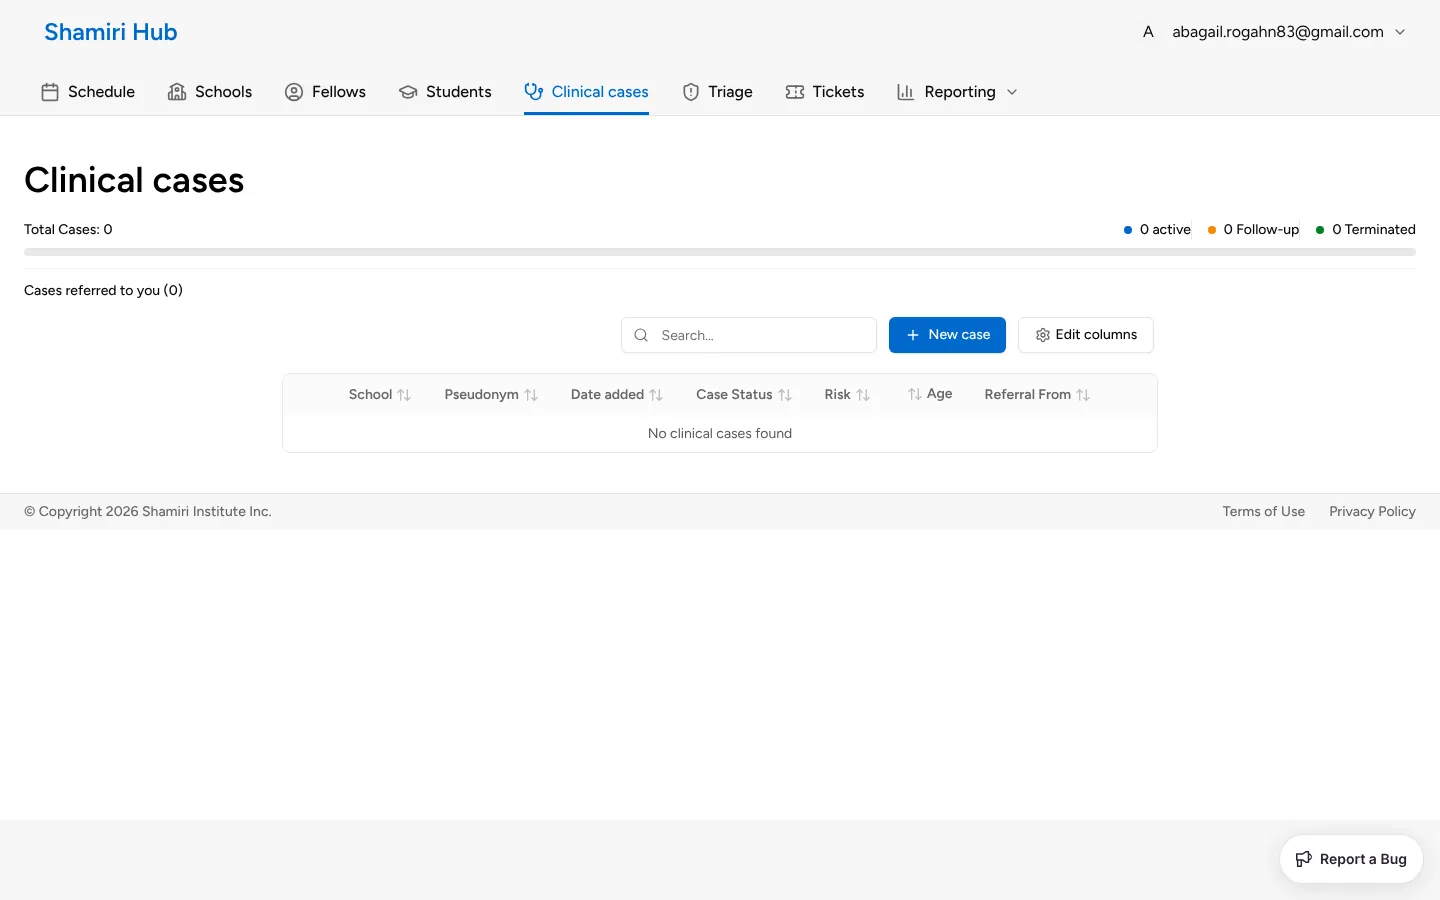 Shamiri Hub
A abagail.rogahn83@gmail.com
Schedule Schools Fellows Students Clinical cases Triage Tickets Reporting
Clinical cases
Total Cases: 0
0 active 0 Follow-up 0 Terminated
Cases referred to you (0)
Search... New case Edit columns
School Pseudonym Date added Case Status Risk Age Referral From
No clinical cases found
© Copyright 2026 Shamiri Institute Inc.
Terms of Use Privacy Policy
Report a Bug